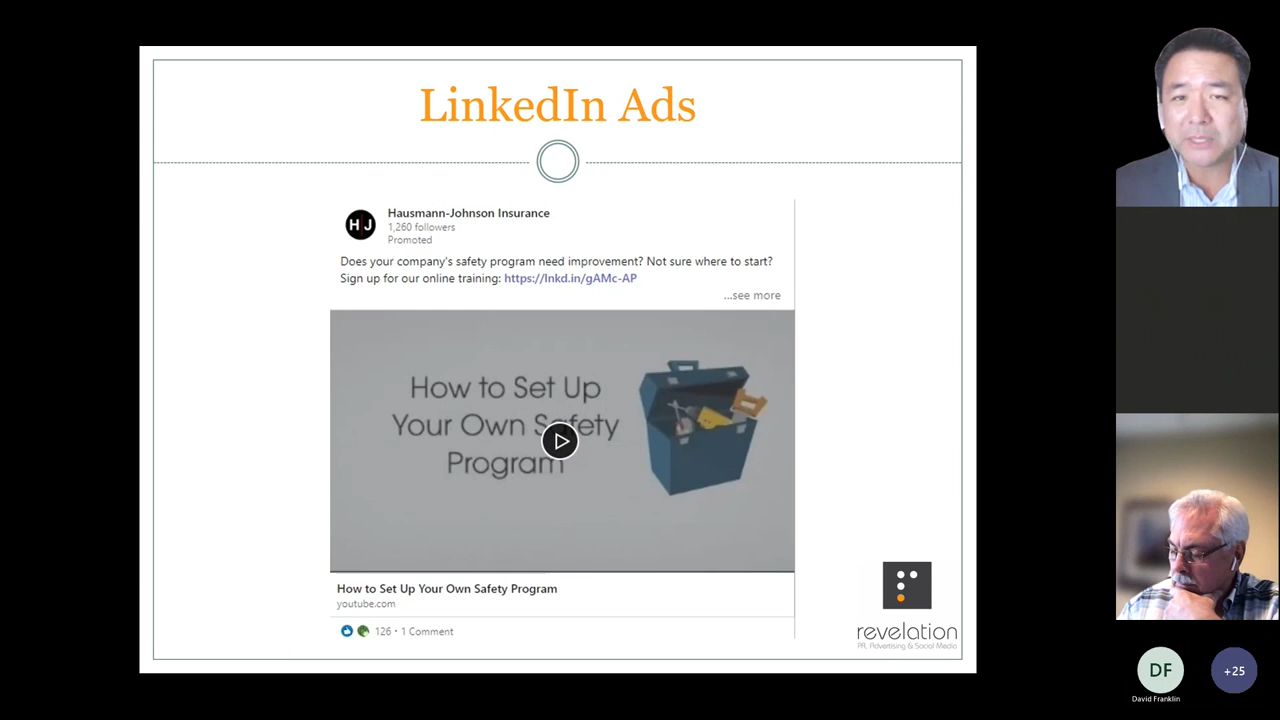 LinkedIn Ads
H|J
Hausmann-Johnson Insurance
1,260 followers
Promoted
Does your company's safety program need improvement? Not sure where to start?
Sign up for our online training: https://lnkd.in/gAMc-AP
...see more
How to Set Up
Your Own Safety
Program
How to Set Up Your Own Safety Program
youtube.com
126 · 1 Comment
revelation
PR, Advertising & Social Media
DF
David Franklin
+25